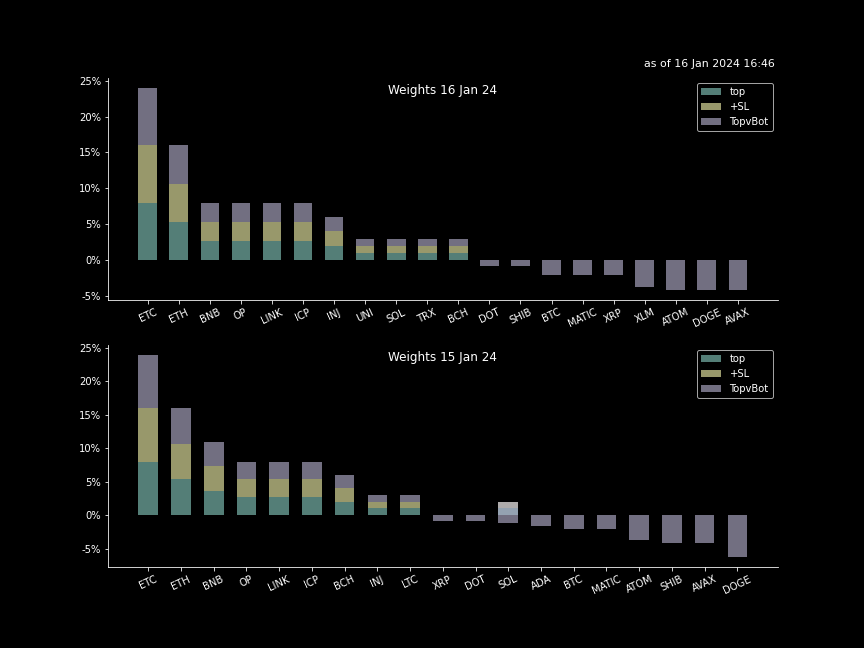 as of 16 Jan 2024 16:46
Weights 16 Jan 24
top
+SL
TopvBot
25%
20%
15%
10%
5%
0%
-5%
ETC ETH BNB OP LINK ICP INJ UNI SOL TRX BCH DOT SHIB BTC MATIC XRP XLM ATOM DOGE AVAX
Weights 15 Jan 24
top
+SL
TopvBot
25%
20%
15%
10%
5%
0%
-5%
ETC ETH BNB OP LINK ICP BCH INJ LTC XRP DOT SOL ADA BTC MATIC ATOM SHIB AVAX DOGE